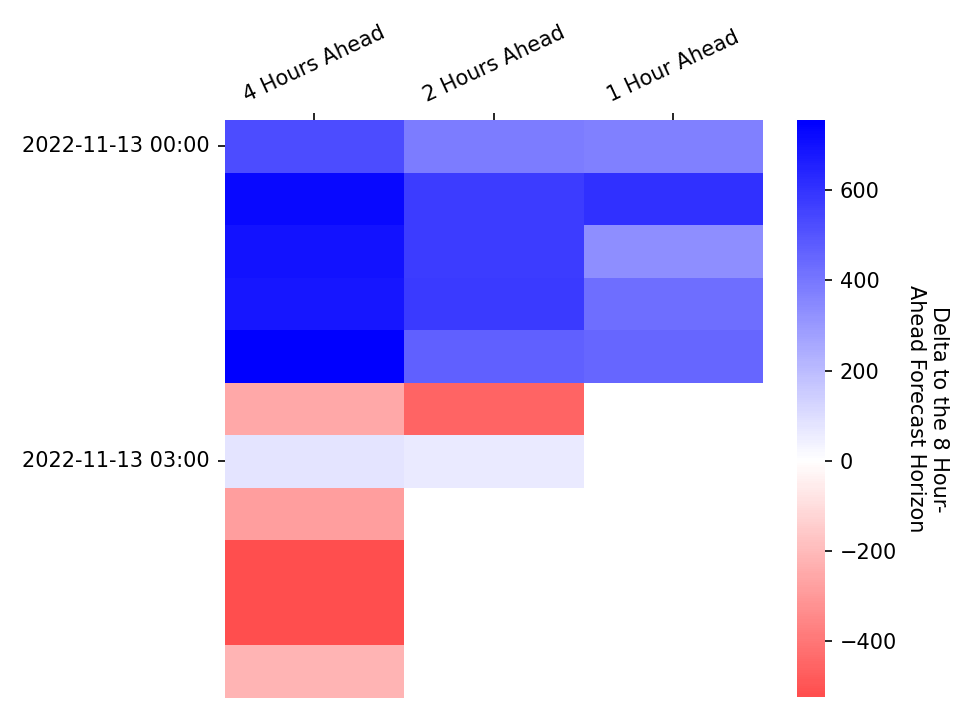 4 Hours Ahead
2 Hours Ahead
1 Hour Ahead
2022-11-13 00:00
2022-11-13 03:00
600
400
200
0
−200
−400
Delta to the 8 Hour-
Ahead Forecast Horizon